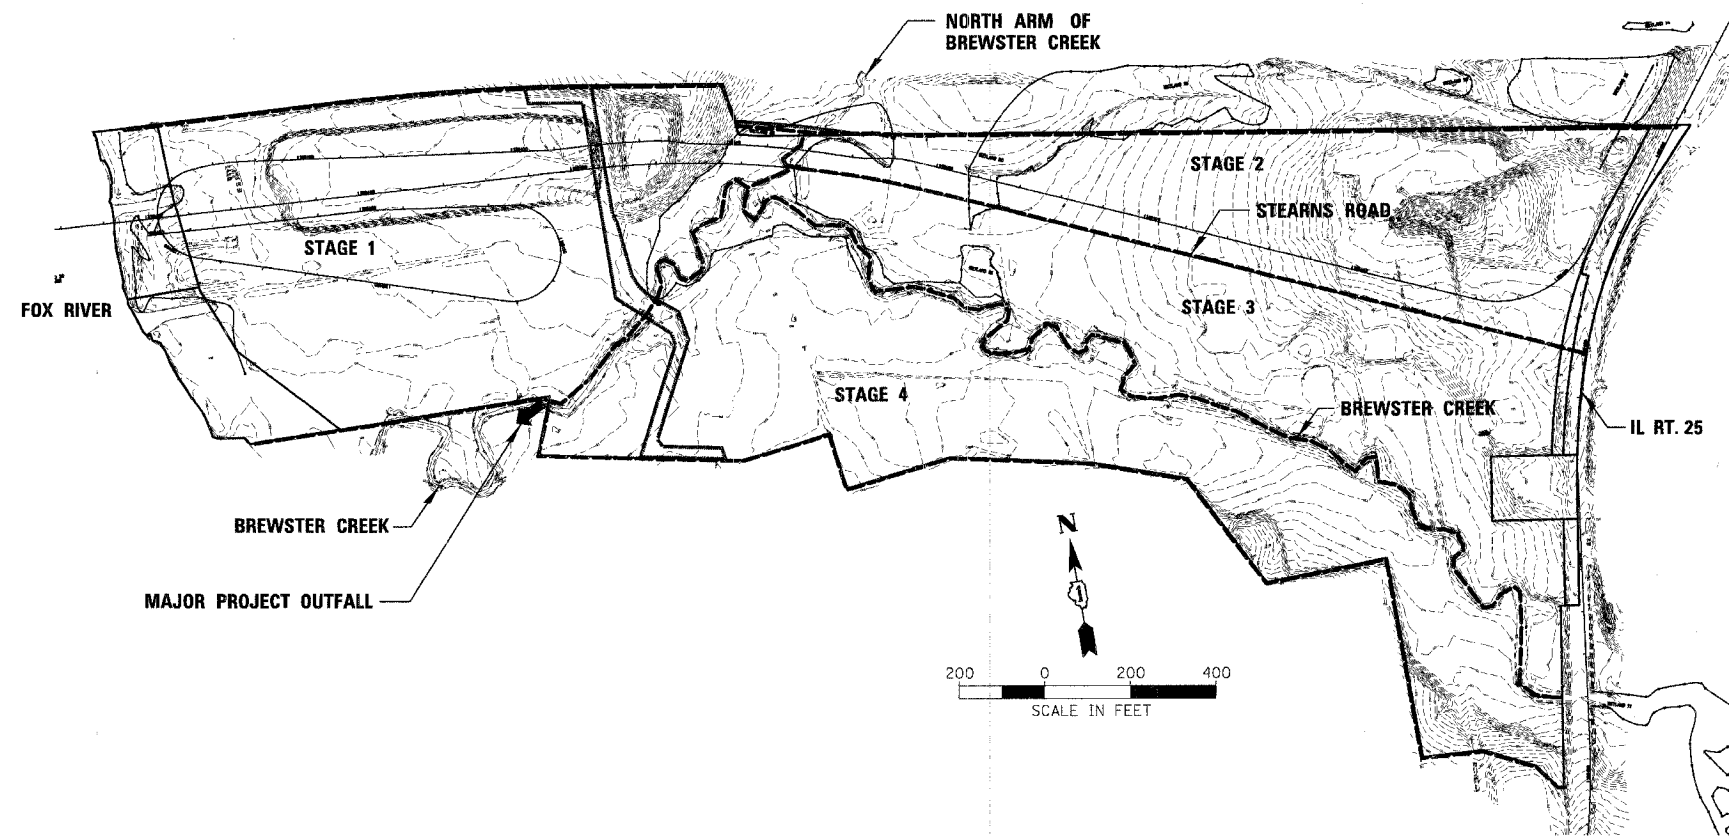 NORTH ARM OF
BREWSTER CREEK
STAGE 2
STEARNS ROAD
STAGE 1
FOX RIVER
STAGE 3
STAGE 4
BREWSTER CREEK
IL RT. 25
BREWSTER CREEK
N
1
MAJOR PROJECT OUTFALL
200 0 200 400
SCALE IN FEET